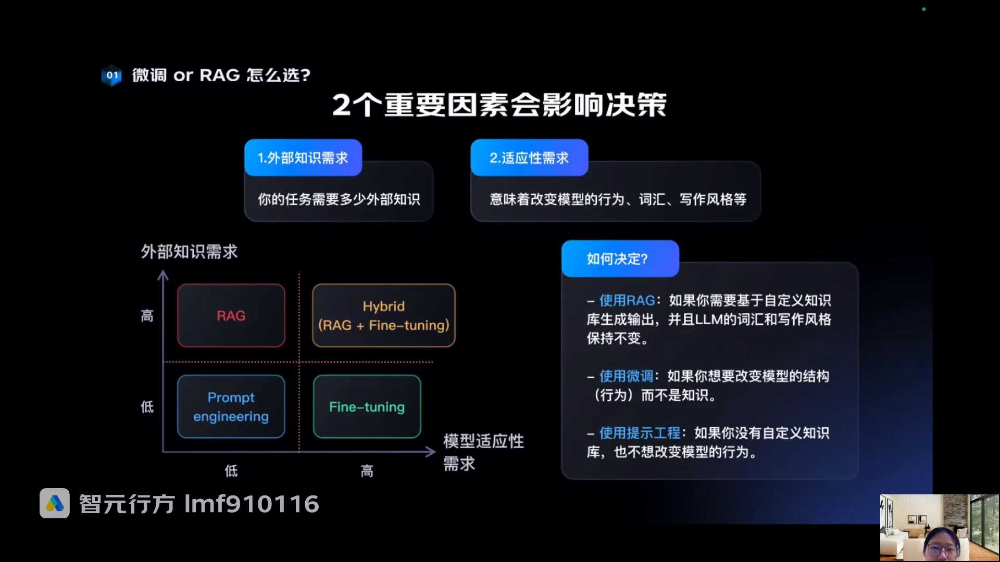 01 微调 or RAG 怎么选?
2个重要因素会影响决策
1.外部知识需求
你的任务需要多少外部知识
2.适应性需求
意味着改变模型的行为、词汇、写作风格等
外部知识需求
高
RAG
Hybrid
(RAG + Fine-tuning)
低
Prompt
engineering
Fine-tuning
模型适应性
需求
低
高
如何决定?
– 使用RAG：如果你需要基于自定义知识
库生成输出，并且LLM的词汇和写作风格
保持不变。
– 使用微调：如果你想要改变模型的结构
（行为）而不是知识。
– 使用提示工程：如果你没有自定义知识
库，也不想改变模型的行为。
智元行方 lmf910116